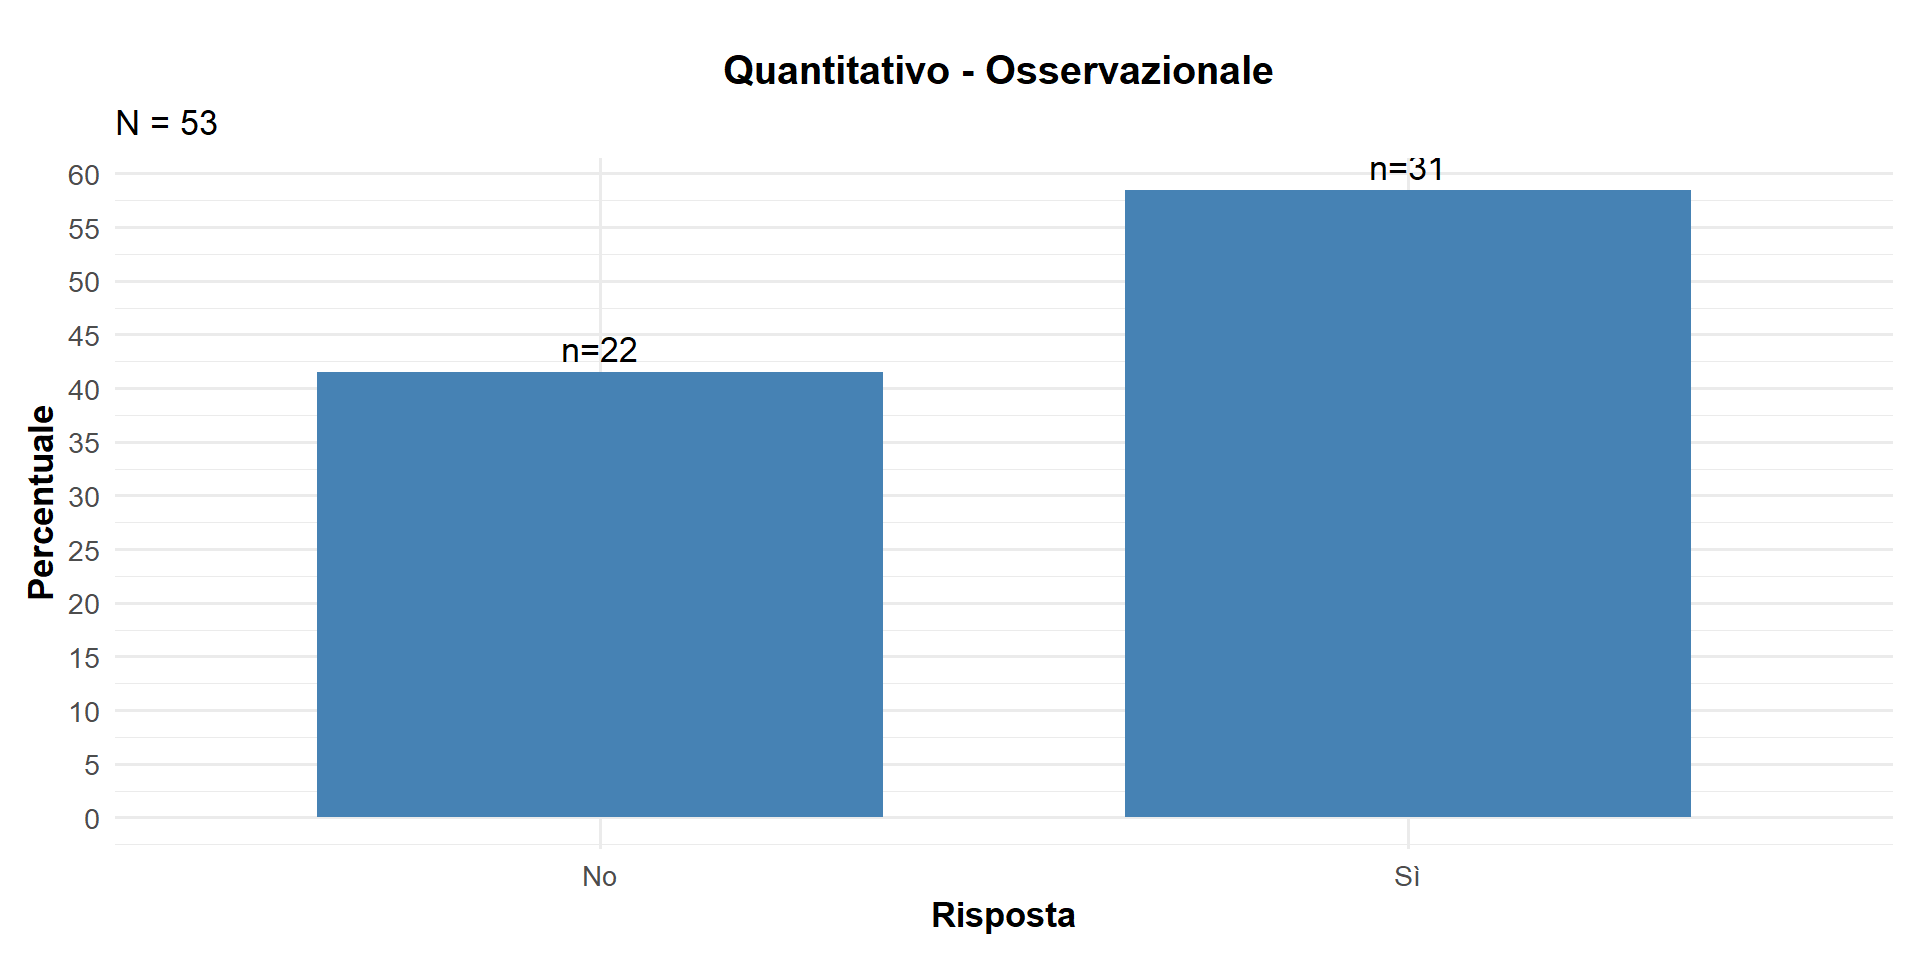 Quantitativo - Osservazionale
N = 53
60
55
50
45
40
35
30
25
20
15
10
5
0
Percentuale
n=22
n=31
No
Sì
Risposta